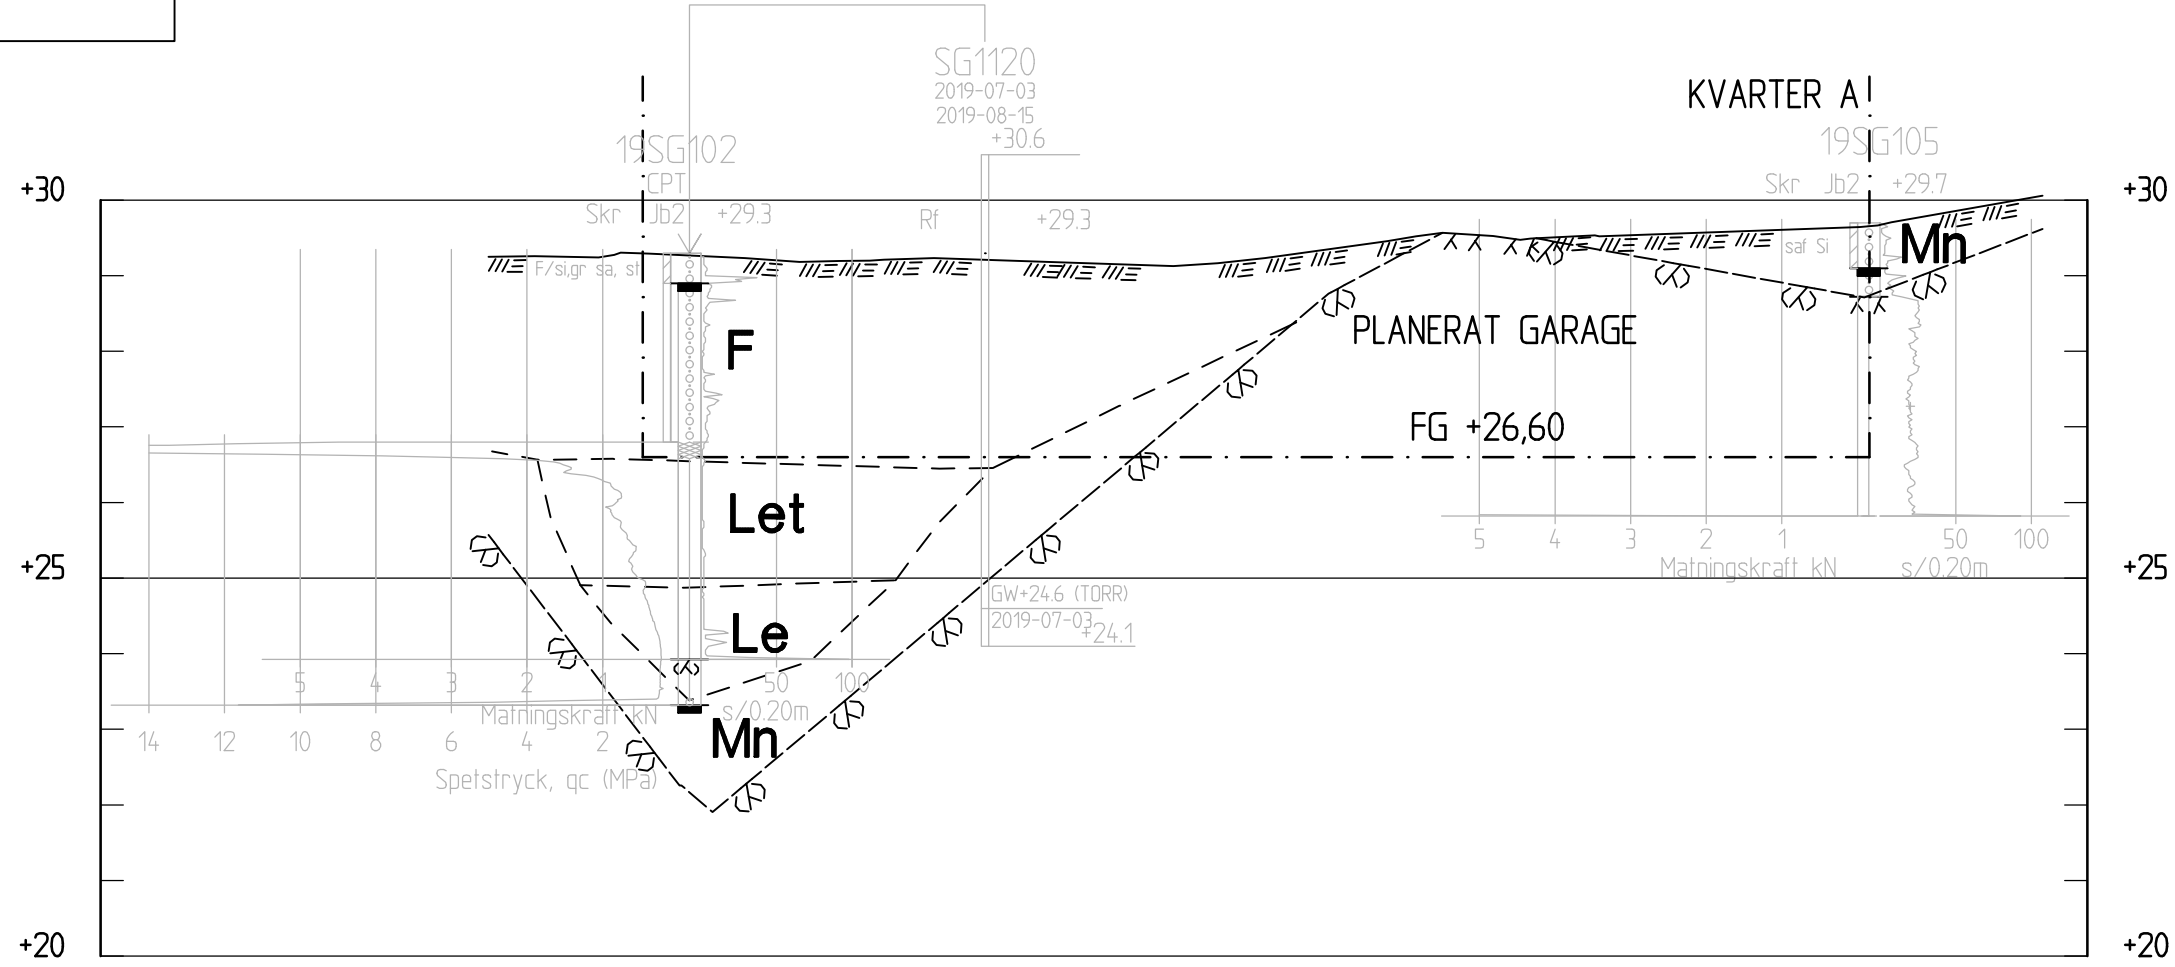 SG1120
2019-07-03
2019-08-15
+30.6
KVARTER A
19SG102
19SG105
CPT
Skr Jb2 +29.3
Rf +29.3
Skr Jb2 +29.7
+30
+30
F/si,gr sa, st
saf Si
Mn
F
PLANERAT GARAGE
FG +26,60
Let
5 4 3 2 1 50 100
Matningskraft kN s/0.20m
+25
+25
GW+24.6 (TORR)
2019-07-03
+24.1
Le
5 4 3 2 1 50 100
Matningskraft kN s/0.20m
14 12 10 8 6 4 2
Mn
Spetstryck, qc (MPa)
+20
+20